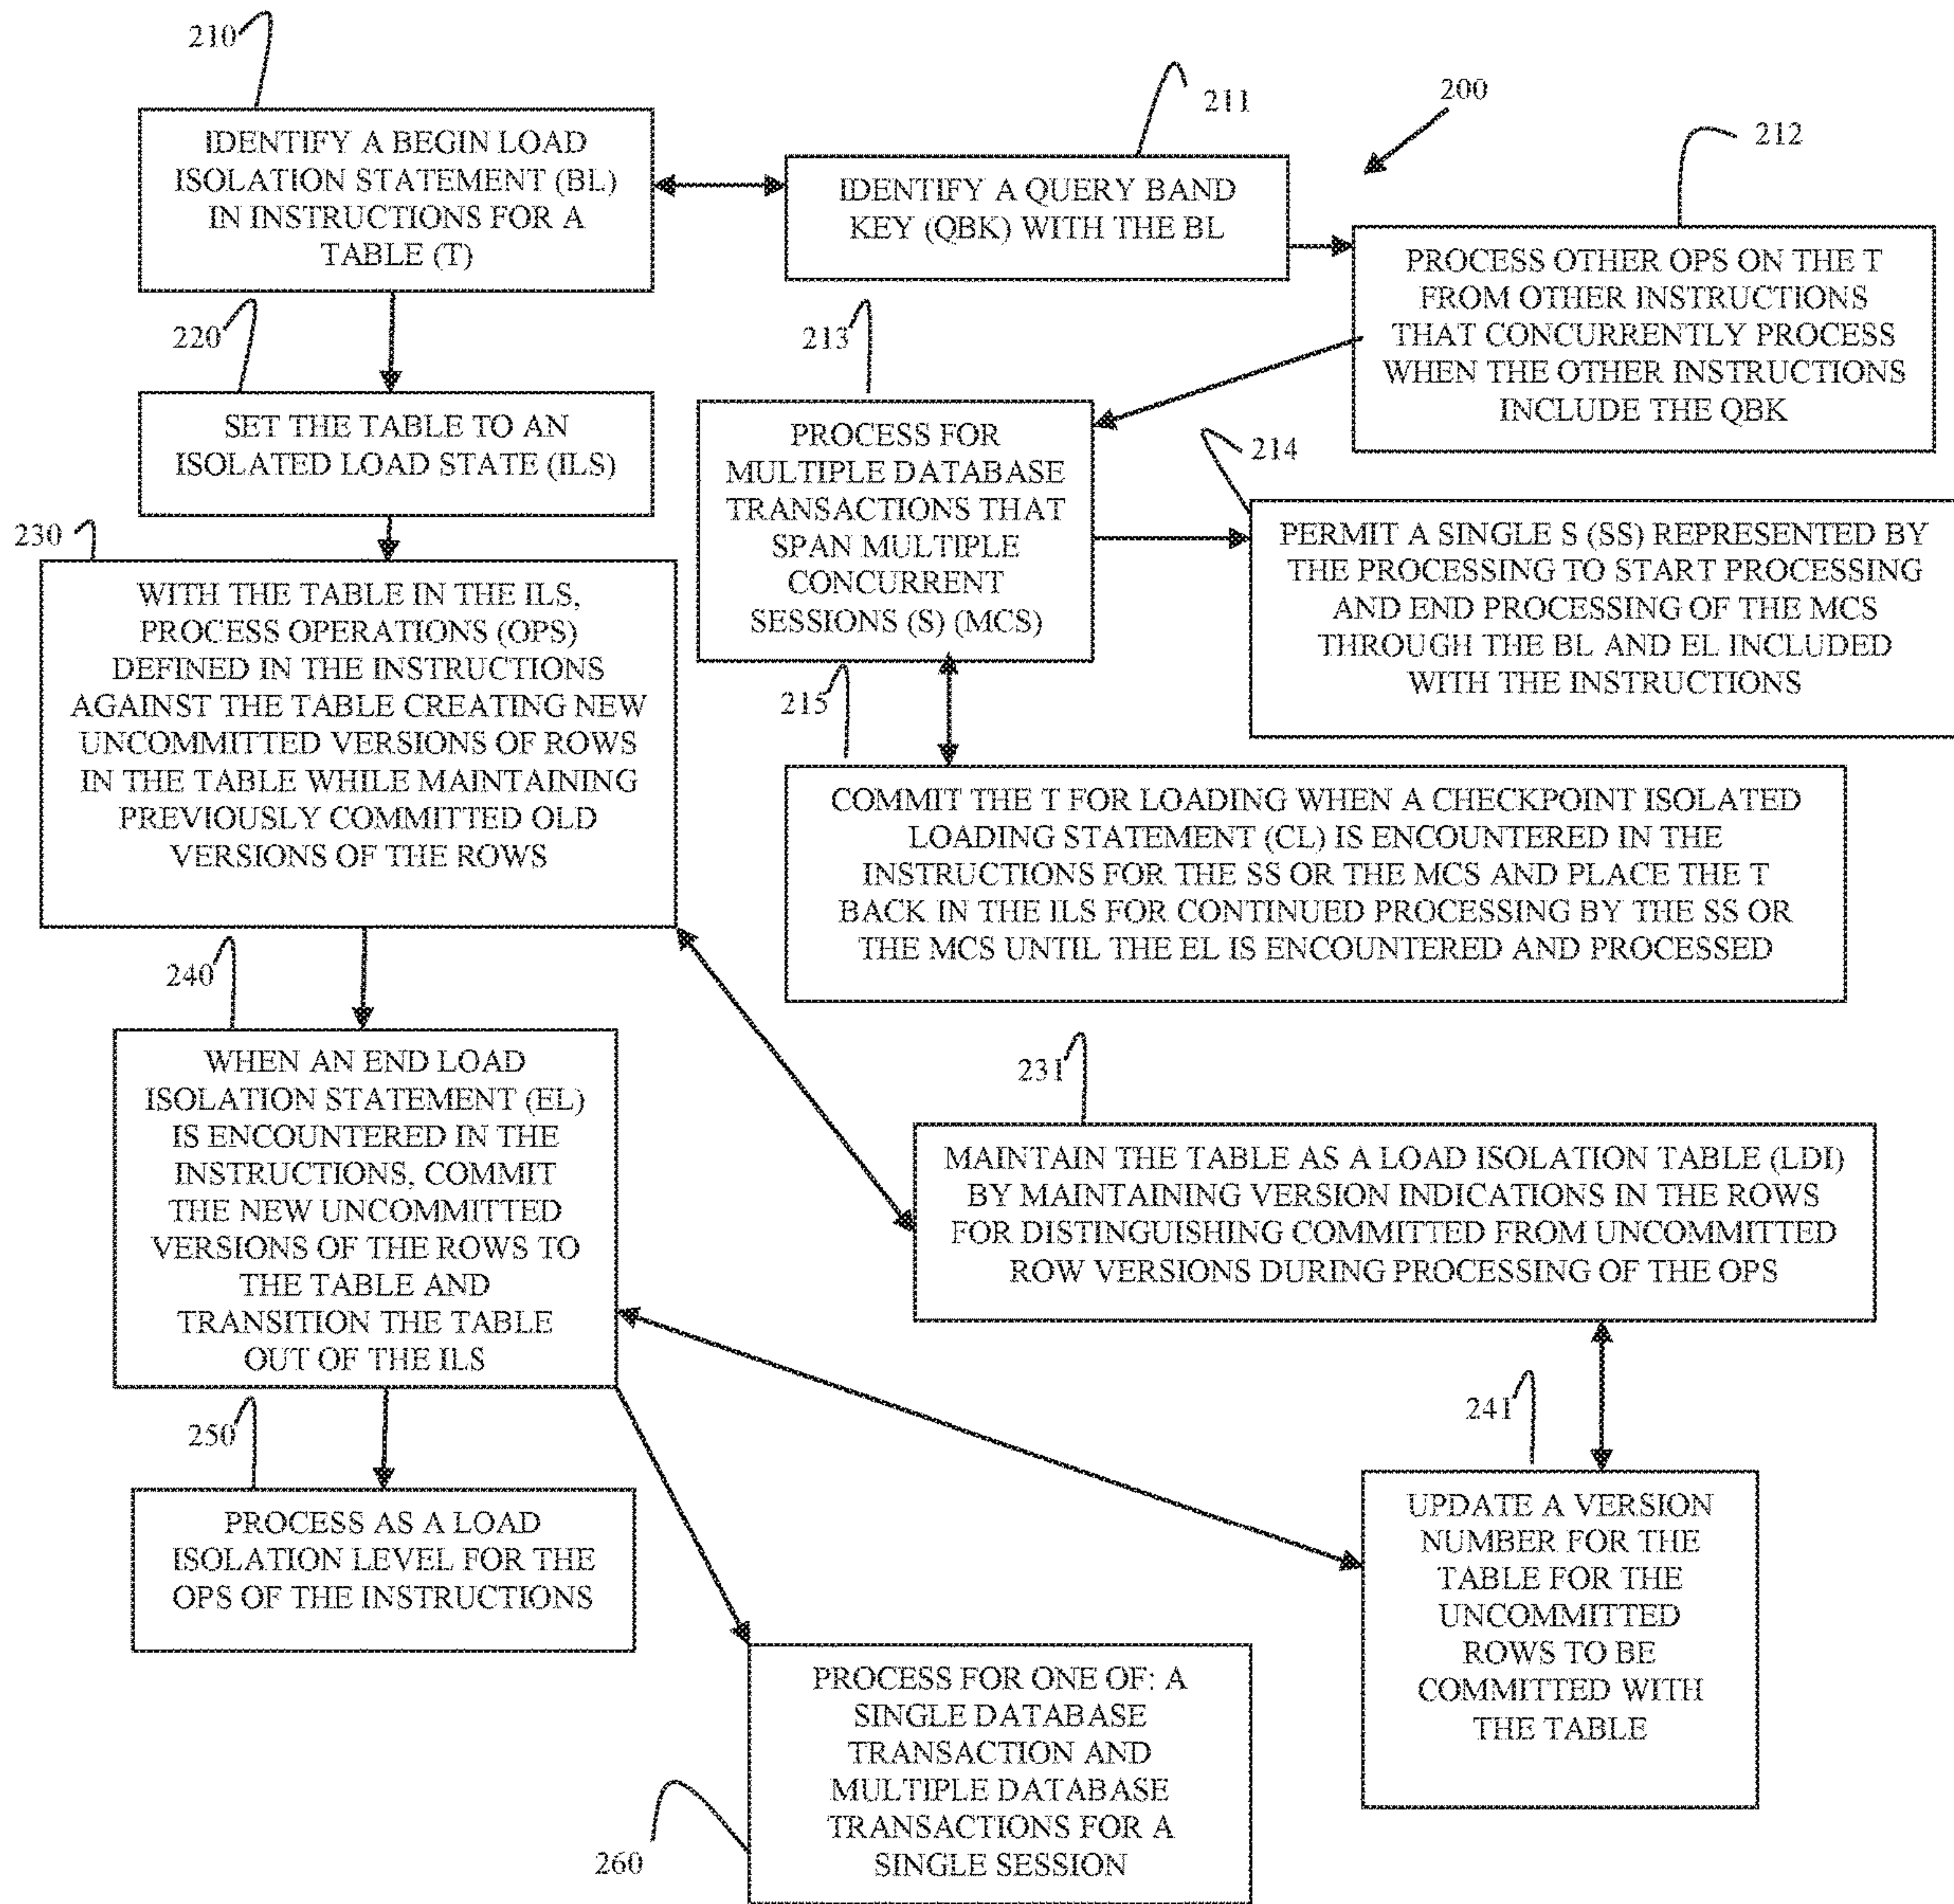 210
IDENTIFY A BEGIN LOAD
ISOLATION STATEMENT (BL)
IN INSTRUCTIONS FOR A
TABLE (T)
211
IDENTIFY A QUERY BAND
KEY (QBK) WITH THE BL
200
212
PROCESS OTHER OPS ON THE T
FROM OTHER INSTRUCTIONS
THAT CONCURRENTLY PROCESS
WHEN THE OTHER INSTRUCTIONS
INCLUDE THE QBK
220
SET THE TABLE TO AN
ISOLATED LOAD STATE (ILS)
213
PROCESS FOR
MULTIPLE DATABASE
TRANSACTIONS THAT
SPAN MULTIPLE
CONCURRENT
SESSIONS (S) (MCS)
214
PERMIT A SINGLE S (SS) REPRESENTED BY
THE PROCESSING TO START PROCESSING
AND END PROCESSING OF THE MCS
THROUGH THE BL AND EL INCLUDED
WITH THE INSTRUCTIONS
230
WITH THE TABLE IN THE ILS,
PROCESS OPERATIONS (OPS)
DEFINED IN THE INSTRUCTIONS
AGAINST THE TABLE CREATING NEW
UNCOMMITTED VERSIONS OF ROWS
IN THE TABLE WHILE MAINTAINING
PREVIOUSLY COMMITTED OLD
VERSIONS OF THE ROWS
215
COMMIT THE T FOR LOADING WHEN A CHECKPOINT ISOLATED
LOADING STATEMENT (CL) IS ENCOUNTERED IN THE
INSTRUCTIONS FOR THE SS OR THE MCS AND PLACE THE T
BACK IN THE ILS FOR CONTINUED PROCESSING BY THE SS OR
THE MCS UNTIL THE EL IS ENCOUNTERED AND PROCESSED
240
WHEN AN END LOAD
ISOLATION STATEMENT (EL)
IS ENCOUNTERED IN THE
INSTRUCTIONS, COMMIT
THE NEW UNCOMMITTED
VERSIONS OF THE ROWS TO
THE TABLE AND
TRANSITION THE TABLE
OUT OF THE ILS
231
MAINTAIN THE TABLE AS A LOAD ISOLATION TABLE (LDI)
BY MAINTAINING VERSION INDICATIONS IN THE ROWS
FOR DISTINGUISHING COMMITTED FROM UNCOMMITTED
ROW VERSIONS DURING PROCESSING OF THE OPS
250
PROCESS AS A LOAD
ISOLATION LEVEL FOR THE
OPS OF THE INSTRUCTIONS
241
UPDATE A VERSION
NUMBER FOR THE
TABLE FOR THE
UNCOMMITTED
ROWS TO BE
COMMITTED WITH
THE TABLE
260
PROCESS FOR ONE OF: A
SINGLE DATABASE
TRANSACTION AND
MULTIPLE DATABASE
TRANSACTIONS FOR A
SINGLE SESSION